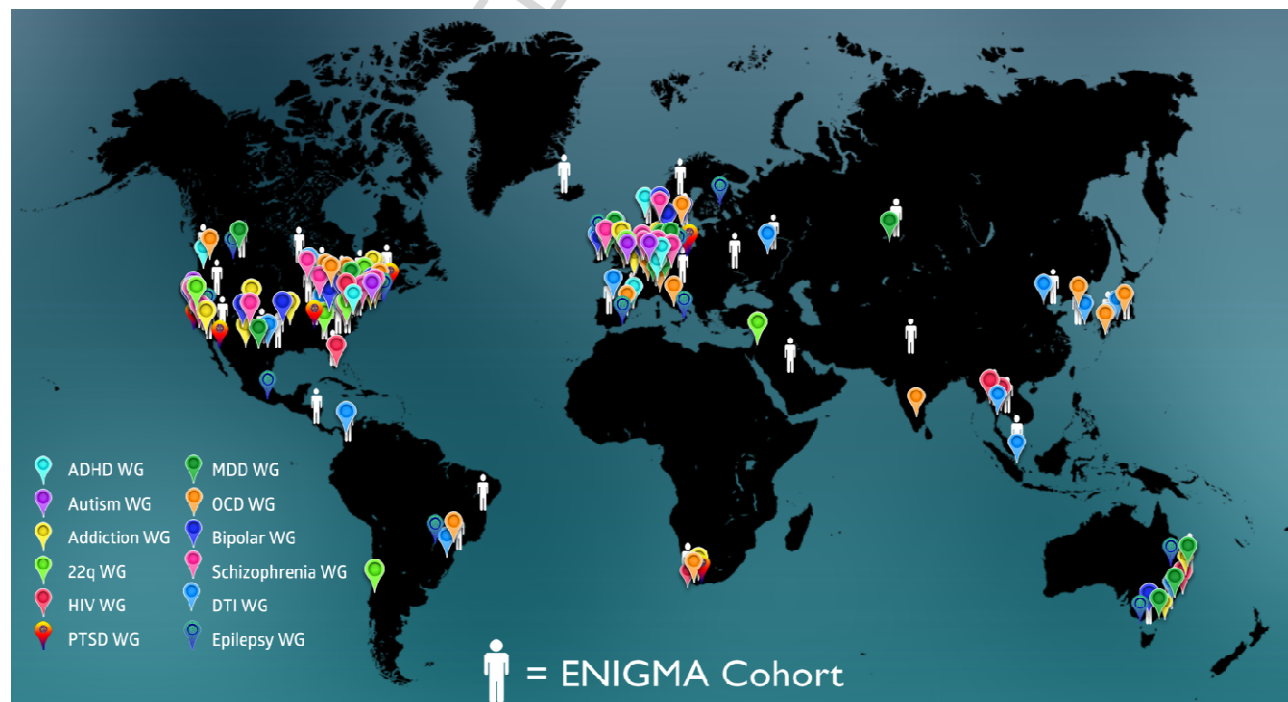 ADHD WG
Autism WG
Addiction WG
22q WG
HIV WG
PTSD WG
MDD WG
OCD WG
Bipolar WG
Schizophrenia WG
DTI WG
Epilepsy WG
= ENIGMA Cohort